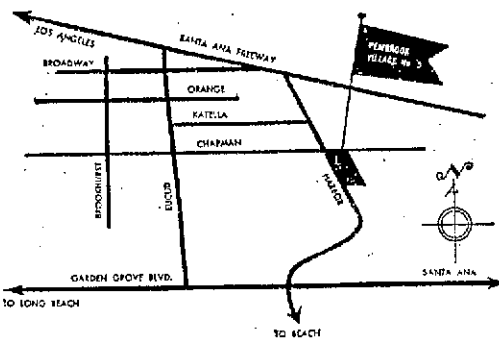 LOS ANGELES
SANTA ANA FREEWAY
PEMBROOK
VILLAGE No.
BROADWAY
ORANGE
KATELLA
CHAPMAN
BROOKHURST
EUCLID
HARBOR
N
GARDEN GROVE BLVD.
SANTA ANA
TO LONG BEACH
TO BEACH